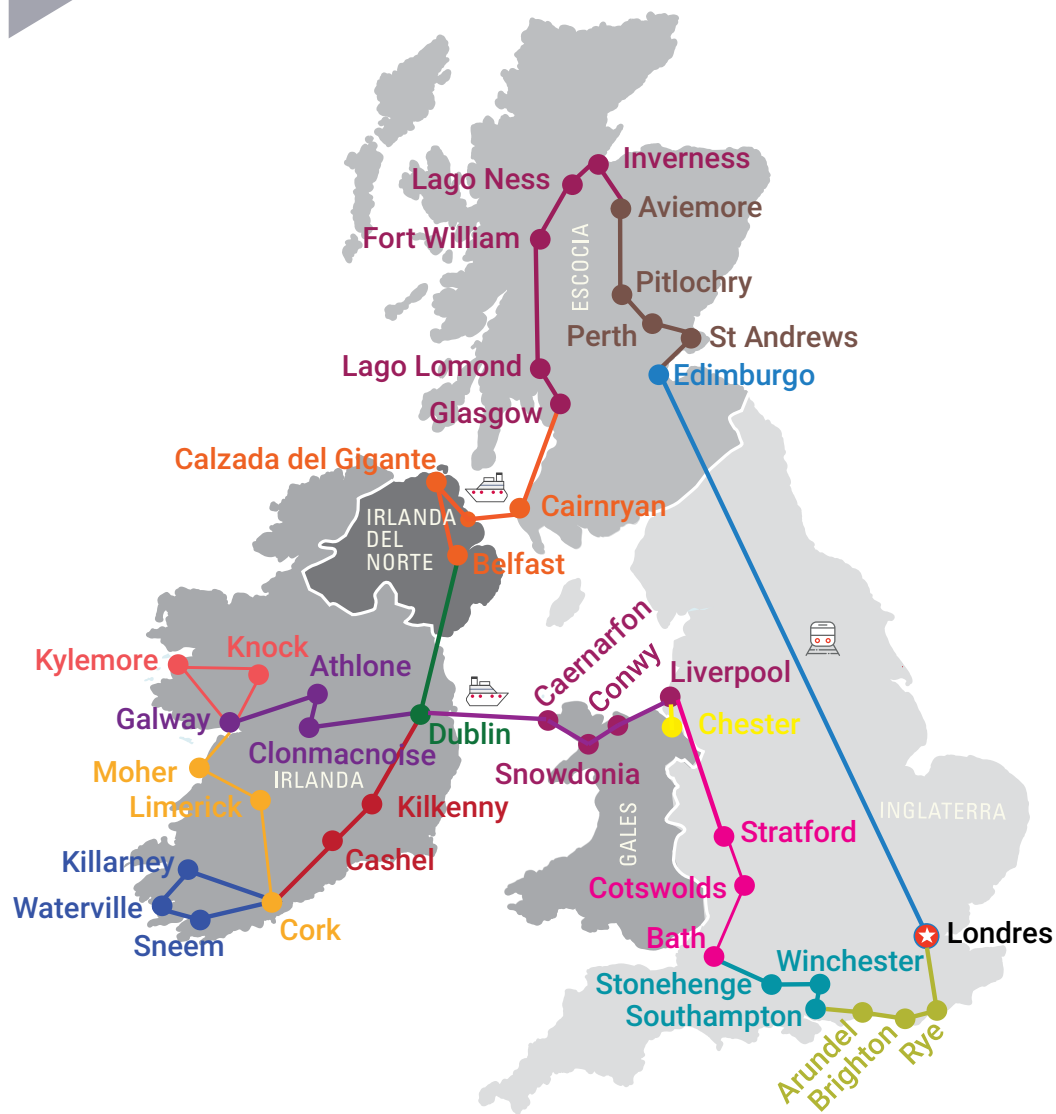 Inverness
Lago Ness
Aviemore
Fort William
ESCOCIA
Pitlochry
Perth
St Andrews
Lago Lomond
Edimburgo
Glasgow
Calzada del Gigante
Cairnryan
IRLANDA
DEL
NORTE
Belfast
Knock
Kylemore
Athlone
Caernarfon
Conwy
Liverpool
Galway
Dublin
Chester
Clonmacnoise
Snowdonia
Moher
IRLANDA
Limerick
Kilkenny
INGLATERRA
GALES
Stratford
Cashel
Killarney
Cotswolds
Waterville
Sneem
Cork
Bath
Londres
Winchester
Stonehenge
Southampton
Arundel
Brighton
Rye